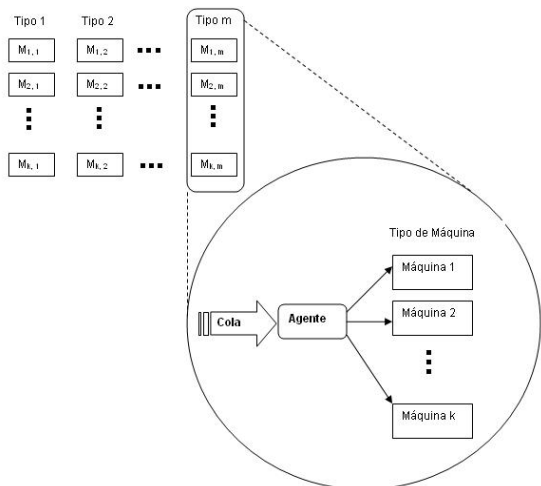 Tipo 1 Tipo 2 Tipo m
M1,1 M1,2 M1,m
M2,1 M2,2 M2,m
Mk,1 Mk,2 Mk,m
Tipo de Máquina
Máquina 1
Cola Agente Máquina 2
Máquina k